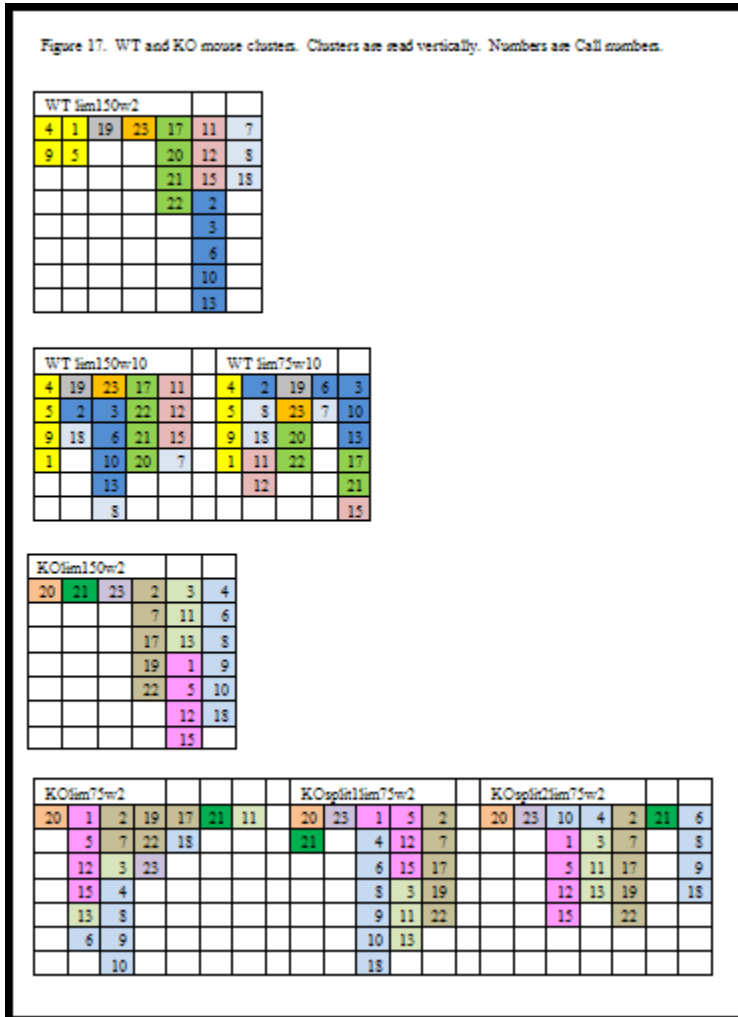 Figure 17. WT and KO mouse clusters. Clusters are read vertically. Numbers are Call numbers.
WT lim150w2
4 1 19 23 17 11 7
9 5 20 12 8
21 15 18
22 2
3
6
10
13
WT lim150w10 WT lim75w10
4 19 23 17 11 4 2 19 6 3
5 2 3 22 12 5 8 23 7 10
9 18 6 21 15 9 18 20 13
1 10 20 7 1 11 22 17
13 12 21
8 15
KOlim150w2
20 21 23 2 3 4
7 11 6
17 13 8
19 1 9
22 5 10
12 18
15
KOlim75w2 KOsplit1lim75w2 KOsplit2lim75w2
20 1 2 19 17 21 11 20 23 1 5 2 20 23 10 4 2 21 6
5 7 22 18 21 4 12 7 1 3 7 8
12 3 23 6 15 17 5 11 17 9
15 4 8 3 19 12 13 19 18
13 8 9 11 22 15 22
6 9 10 13
10 18